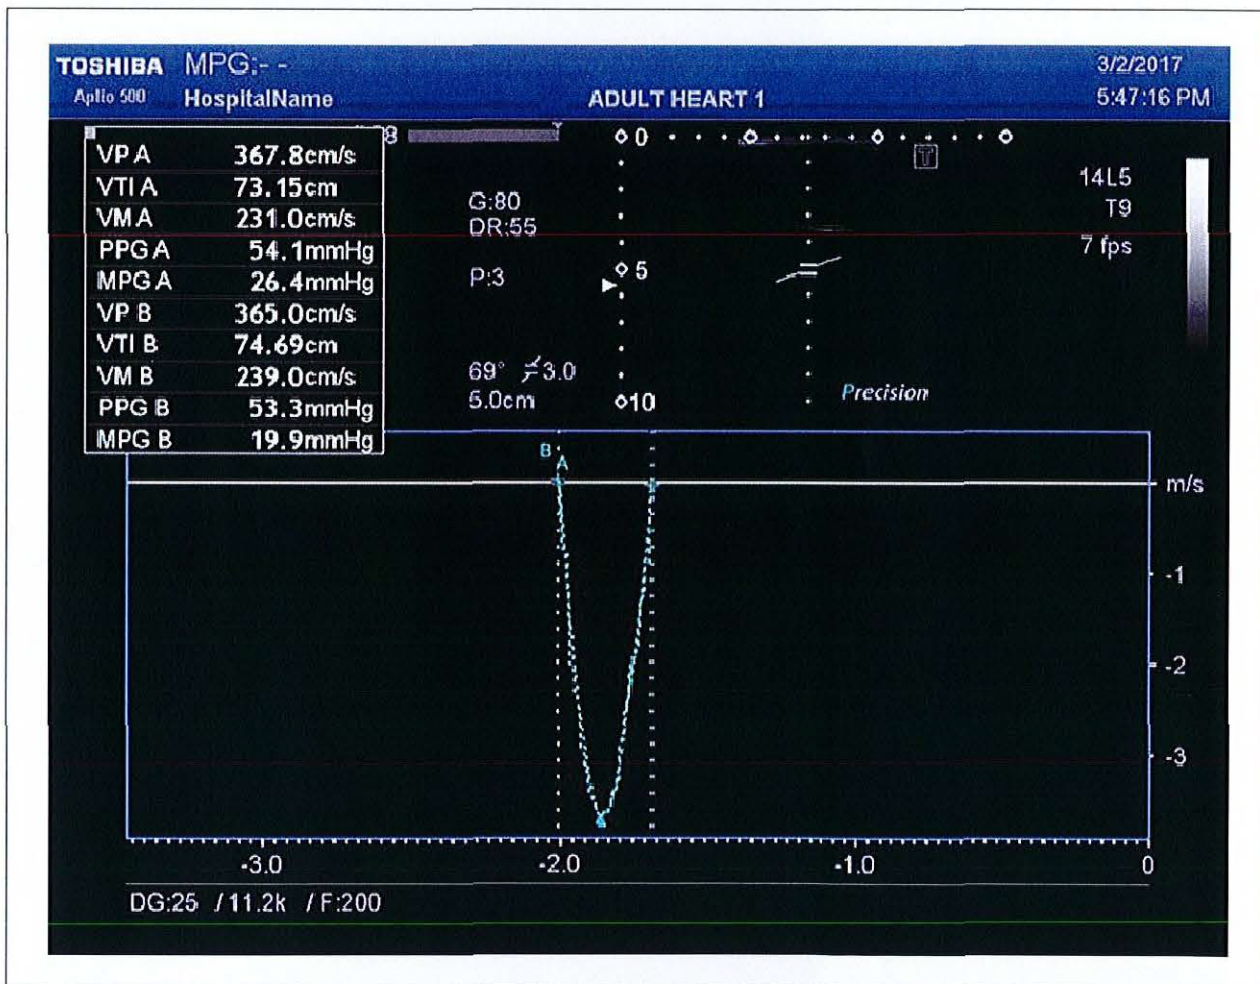 TOSHIBA MPG:- - 3/2/2017
Aplio 500 HospitalName ADULT HEART 1 5:47:16 PM
VP A 367.8cm/s
VTI A 73.15cm
VM A 231.0cm/s
PPG A 54.1mmHg
MPG A 26.4mmHg
VP B 365.0cm/s
VTI B 74.69cm
VM B 239.0cm/s
PPG B 53.3mmHg
MPG B 19.9mmHg
G:80
DR:55
P:3
69° 3.0
5.0cm
0
5
10
T
14L5
T9
7 fps
Precision
B A
m/s
-1
-2
-3
-3.0 -2.0 -1.0 0
DG:25 / 11.2k / F:200